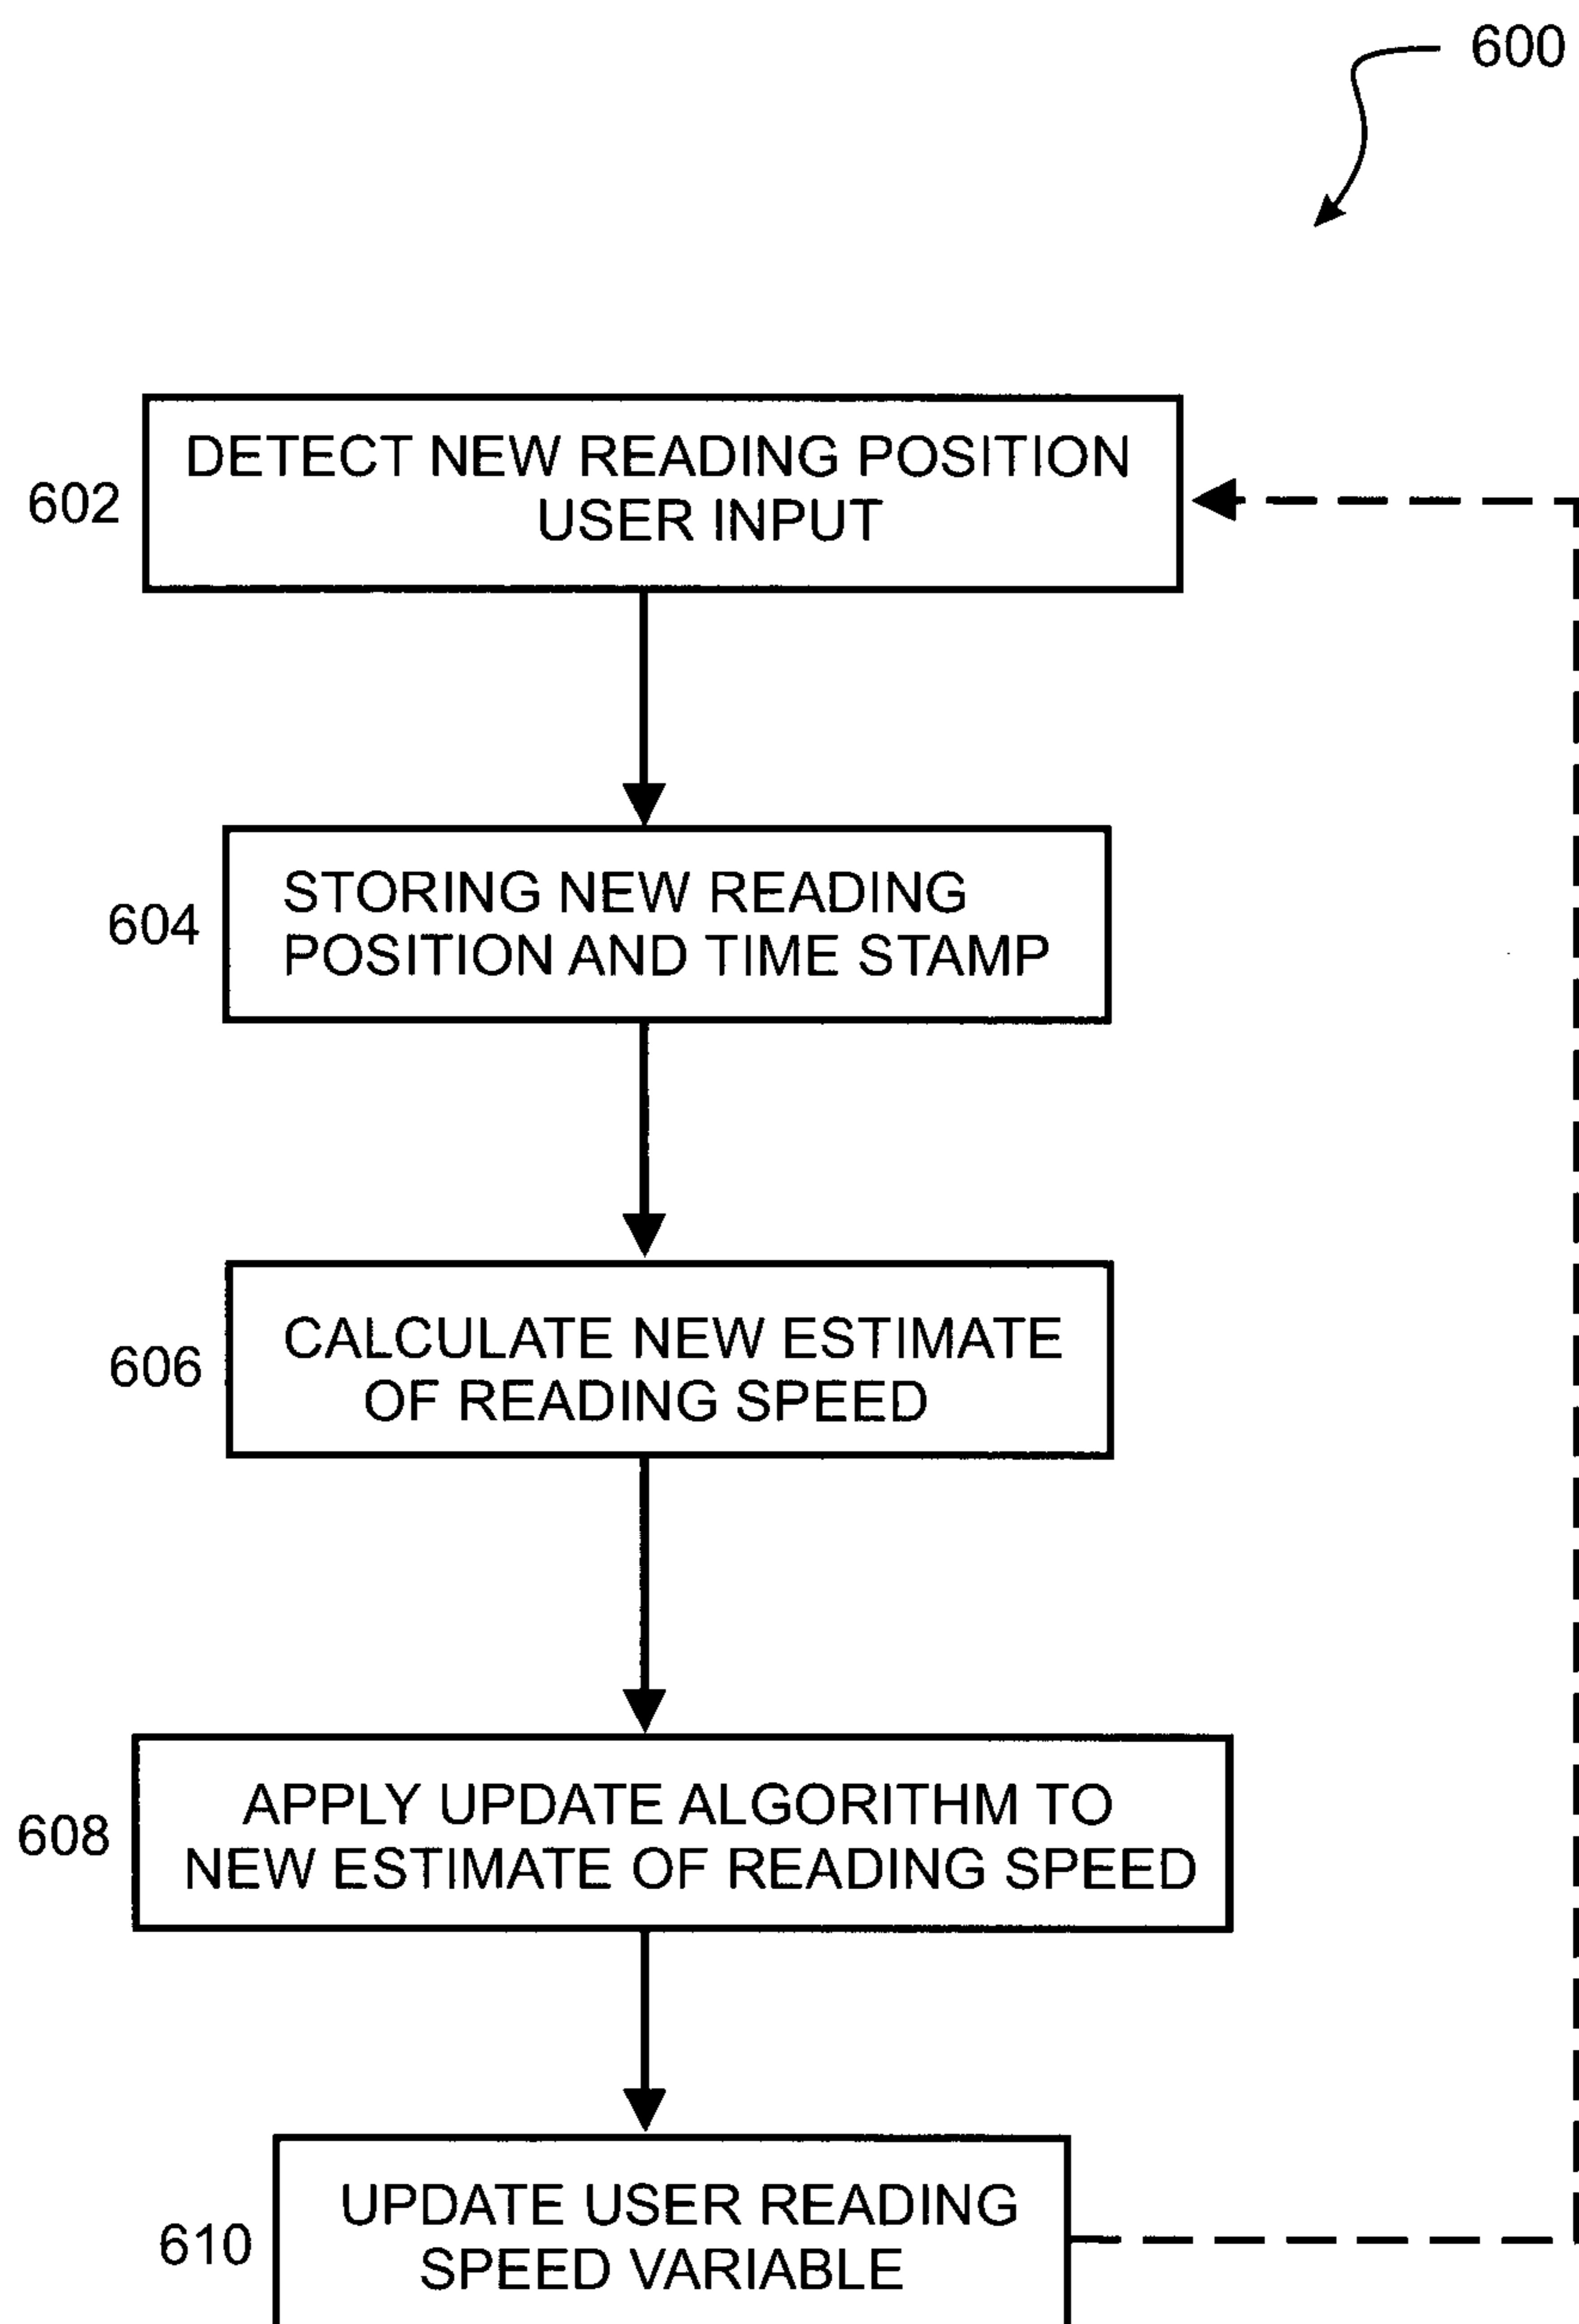 600
602
DETECT NEW READING POSITION
USER INPUT
604
STORING NEW READING
POSITION AND TIME STAMP
606
CALCULATE NEW ESTIMATE
OF READING SPEED
608
APPLY UPDATE ALGORITHM TO
NEW ESTIMATE OF READING SPEED
610
UPDATE USER READING
SPEED VARIABLE